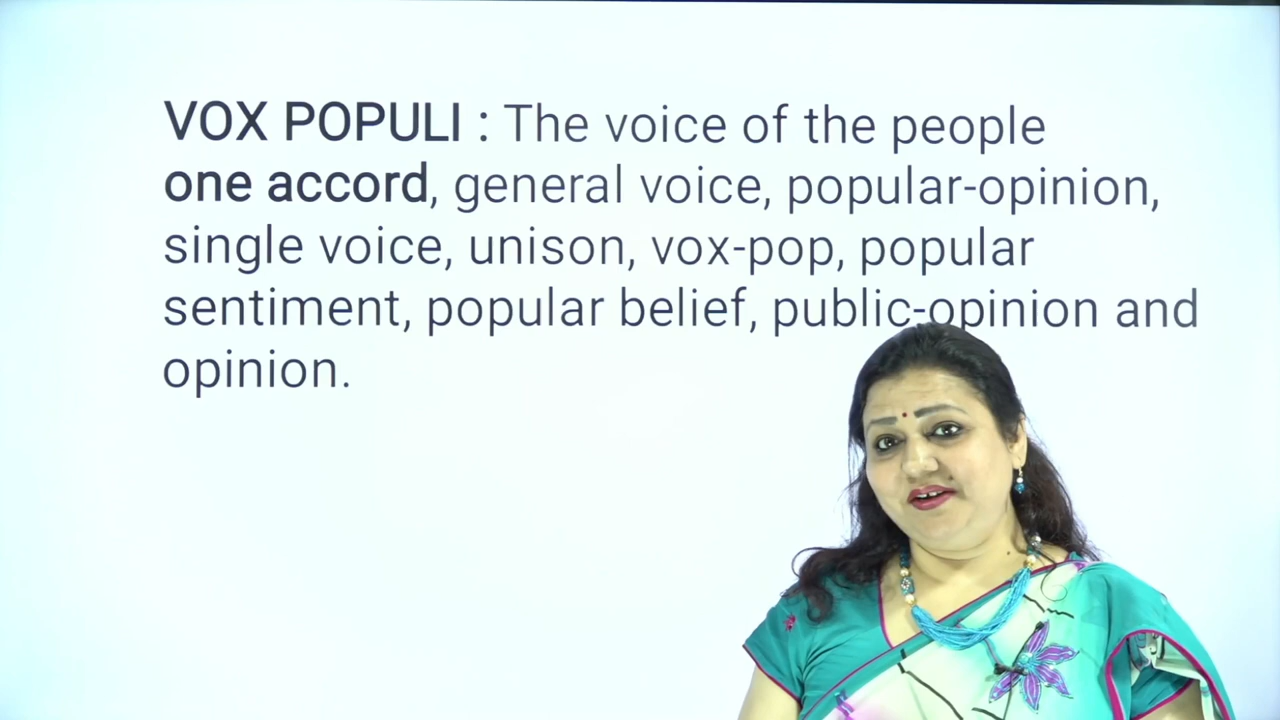 VOX POPULI : The voice of the people
one accord, general voice, popular-opinion,
single voice, unison, vox-pop, popular
sentiment, popular belief, public-opinion and
opinion.